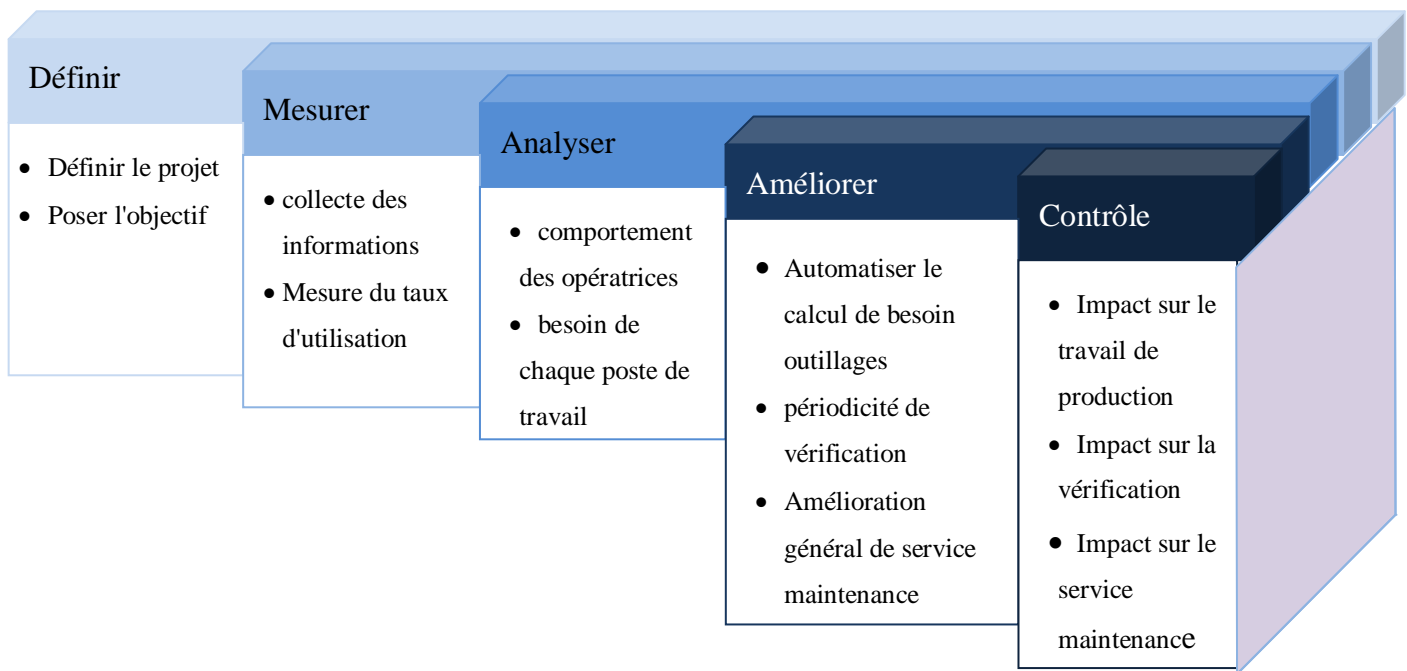 Définir
• Définir le projet
• Poser l'objectif
Mesurer
• collecte des
informations
• Mesure du taux
d'utilisation
Analyser
• comportement
des opératrices
• besoin de
chaque poste de
travail
Améliorer
• Automatiser le
calcul de besoin
outillages
• périodicité de
vérification
• Amélioration
général de service
maintenance
Contrôle
• Impact sur le
travail de
production
• Impact sur la
vérification
• Impact sur le
service
maintenance